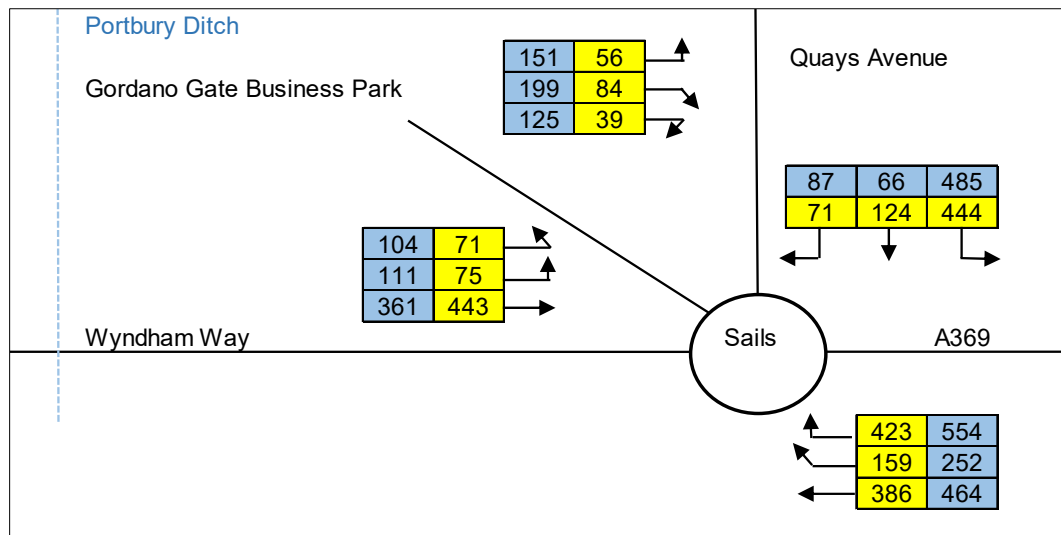 Portbury Ditch
Gordano Gate Business Park
151 56
199 84
125 39
Quays Avenue
87 66 485
71 124 444
104 71
111 75
361 443
Wyndham Way
Sails
A369
423 554
159 252
386 464